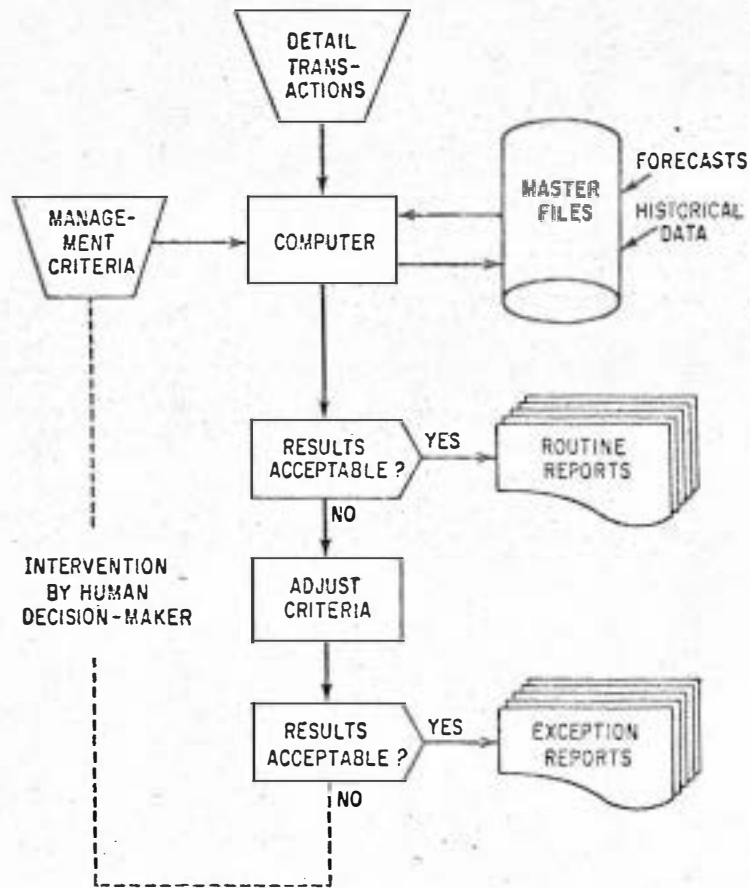 DETAIL
TRANS-
ACTIONS
FORECASTS
MASTER
FILES
HISTORICAL
DATA
MANAGE-
MENT
CRITERIA
COMPUTER
RESULTS
ACCEPTABLE?
YES
ROUTINE
REPORTS
NO
INTERVENTION
BY HUMAN
DECISION-MAKER
ADJUST
CRITERIA
RESULTS
ACCEPTABLE?
YES
EXCEPTION
REPORTS
NO